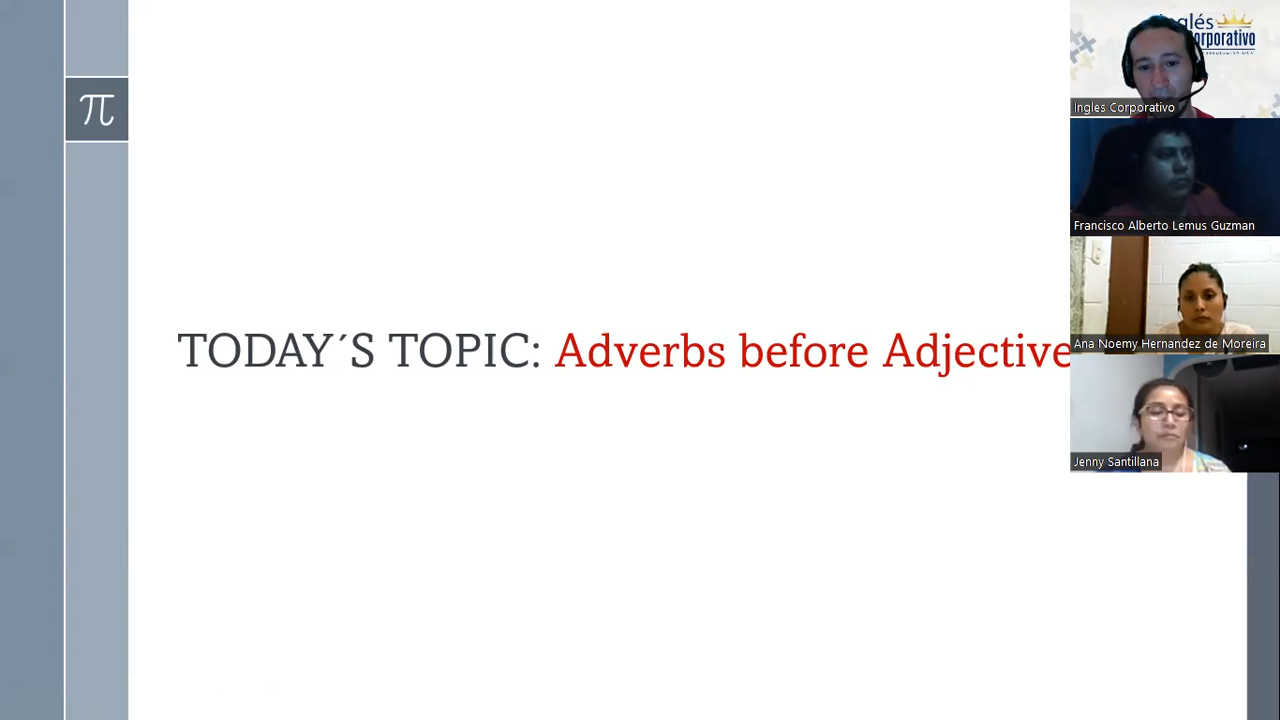 π
TODAY´S TOPIC: Adverbs before Adjective
Inglés
Corporativo
Ingles Corporativo
Francisco Alberto Lemus Guzman
Ana Noemy Hernandez de Moreira
Jenny Santillana